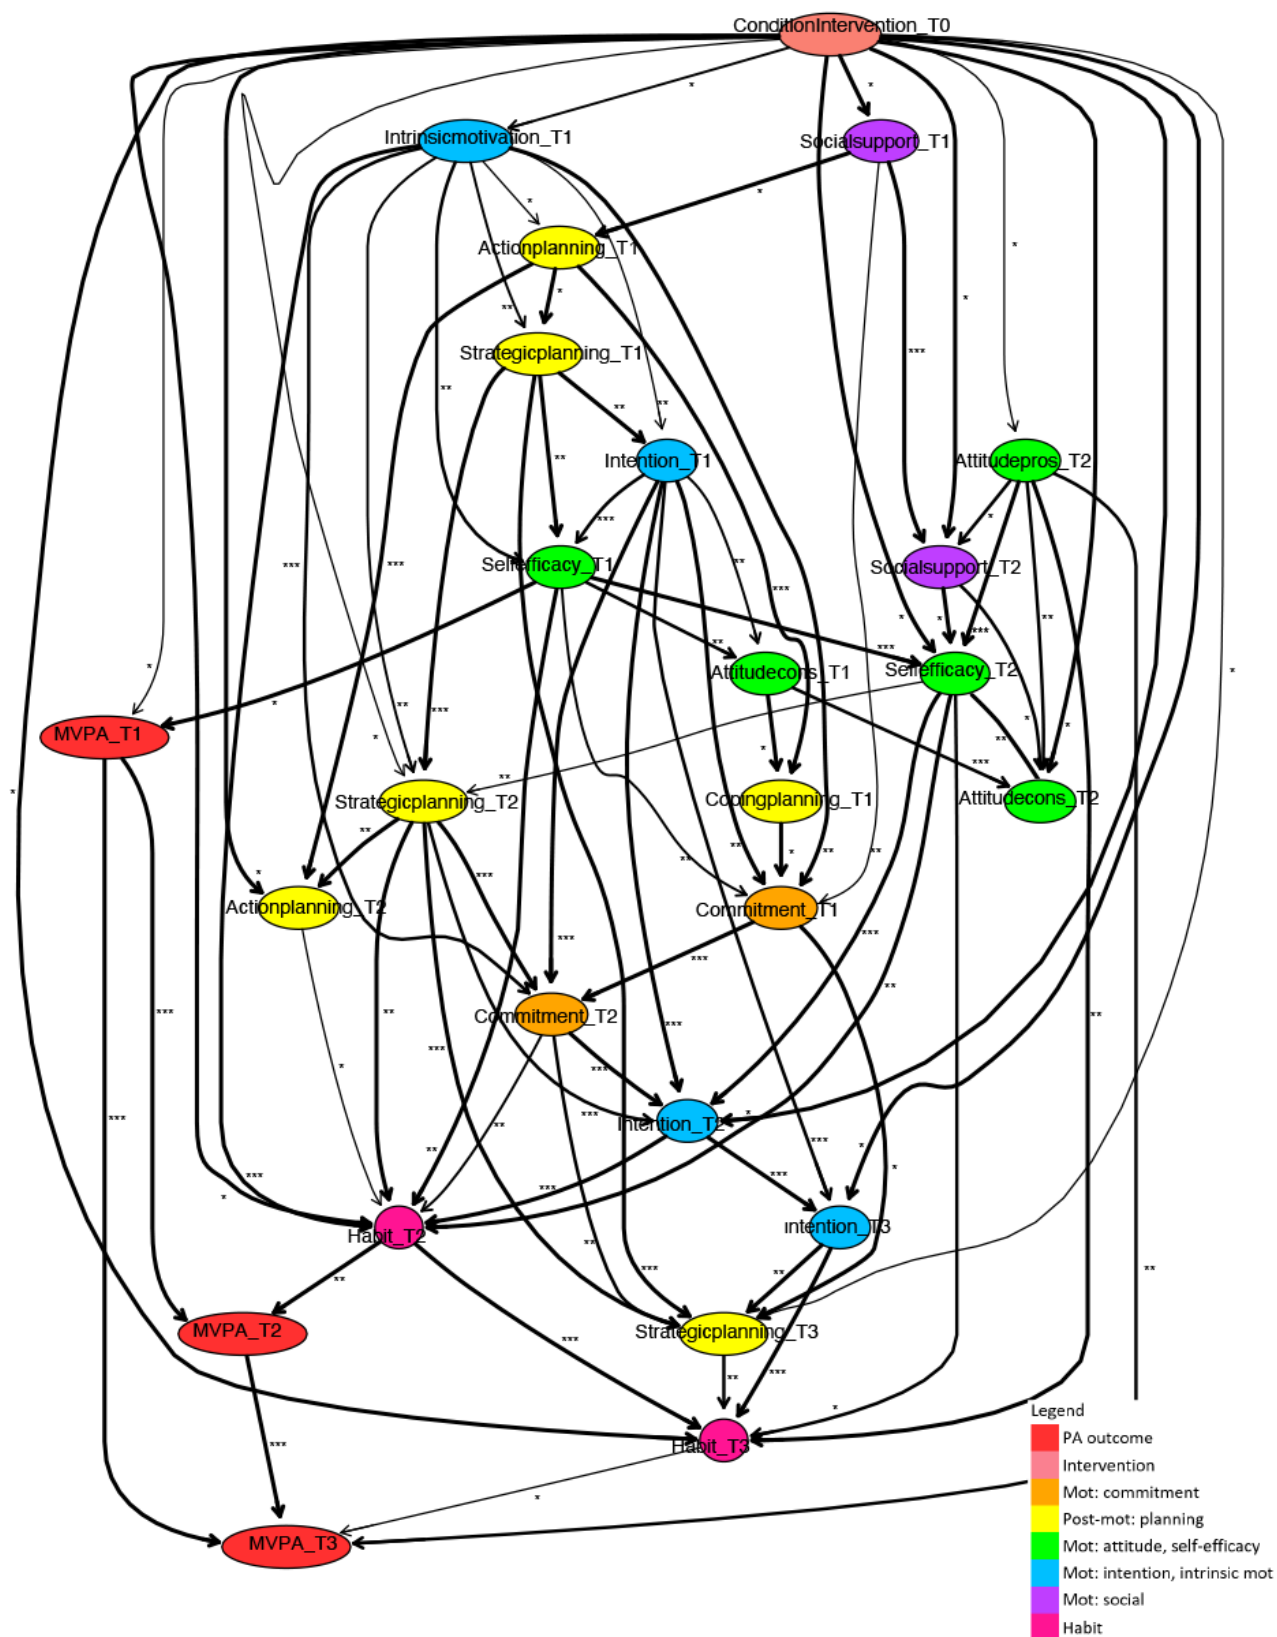 ConditionIntervention_T0
Intrinsicmotivation_T1
Socialsupport_T1
Actionplanning_T1
Strategicplanning_T1
Intention_T1
Attitudepros_T2
Selfefficacy_T1
Socialsupport_T2
Attitudecons_T1
Selfefficacy_T2
MVPA_T1
Strategicplanning_T2
Copingplanning_T1
Attitudecons_T2
Actionplanning_T2
Commitment_T1
Commitment_T2
Intention_T2
Habit_T2
Intention_T3
MVPA_T2
Strategicplanning_T3
Habit_T3
MVPA_T3
Legend
PA outcome
Intervention
Mot: commitment
Post-mot: planning
Mot: attitude, self-efficacy
Mot: intention, intrinsic mot
Mot: social
Habit